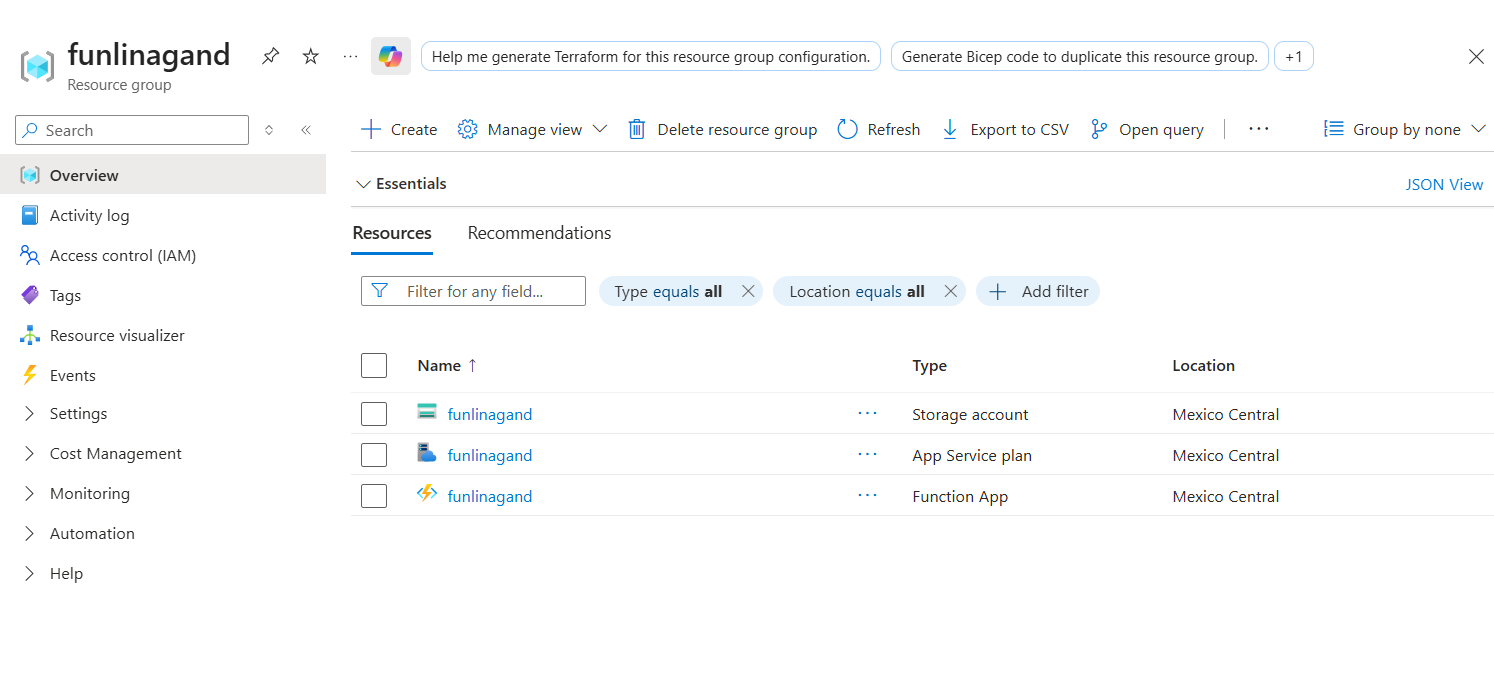 funlinagand
Resource group
Help me generate Terraform for this resource group configuration.
Generate Bicep code to duplicate this resource group.
+1
Search
Overview
Activity log
Access control (IAM)
Tags
Resource visualizer
Events
Settings
Cost Management
Monitoring
Automation
Help
Create Manage view Delete resource group Refresh Export to CSV Open query Group by none
Essentials JSON View
Resources Recommendations
Filter for any field... Type equals all Location equals all Add filter
Name ↑ Type Location
funlinagand ... Storage account Mexico Central
funlinagand ... App Service plan Mexico Central
funlinagand ... Function App Mexico Central